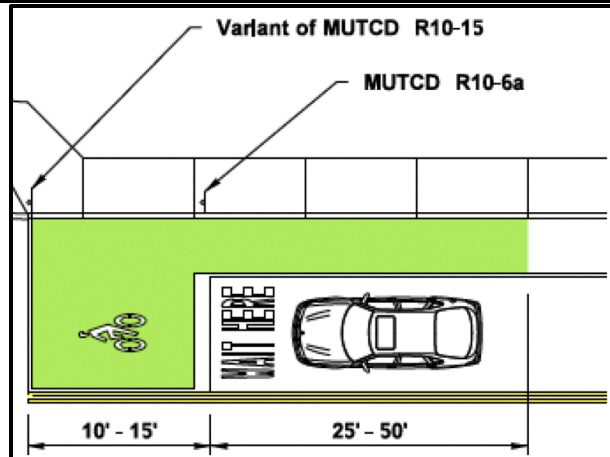 Variant of MUTCD R10-15
MUTCD R10-6a
WAIT HERE
10' - 15'
25' - 50'